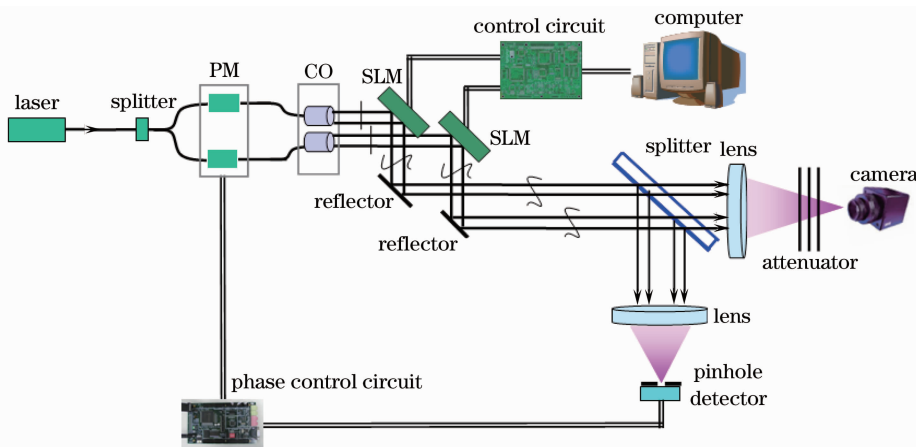 control circuit
computer
PM
CO
SLM
laser
splitter
SLM
splitter
lens
camera
reflector
reflector
attenuator
lens
phase control circuit
pinhole
detector